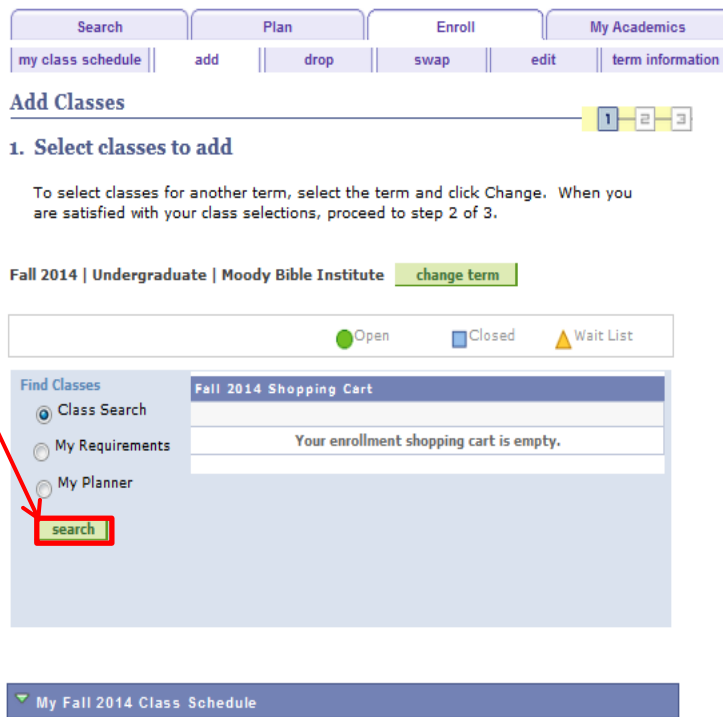 Search Plan Enroll My Academics
my class schedule add drop swap edit term information
Add Classes
1 2 3
1. Select classes to add
To select classes for another term, select the term and click Change. When you
are satisfied with your class selections, proceed to step 2 of 3.
Fall 2014 | Undergraduate | Moody Bible Institute change term
Open Closed Wait List
Find Classes
Fall 2014 Shopping Cart
Class Search
My Requirements
Your enrollment shopping cart is empty.
My Planner
search
My Fall 2014 Class Schedule